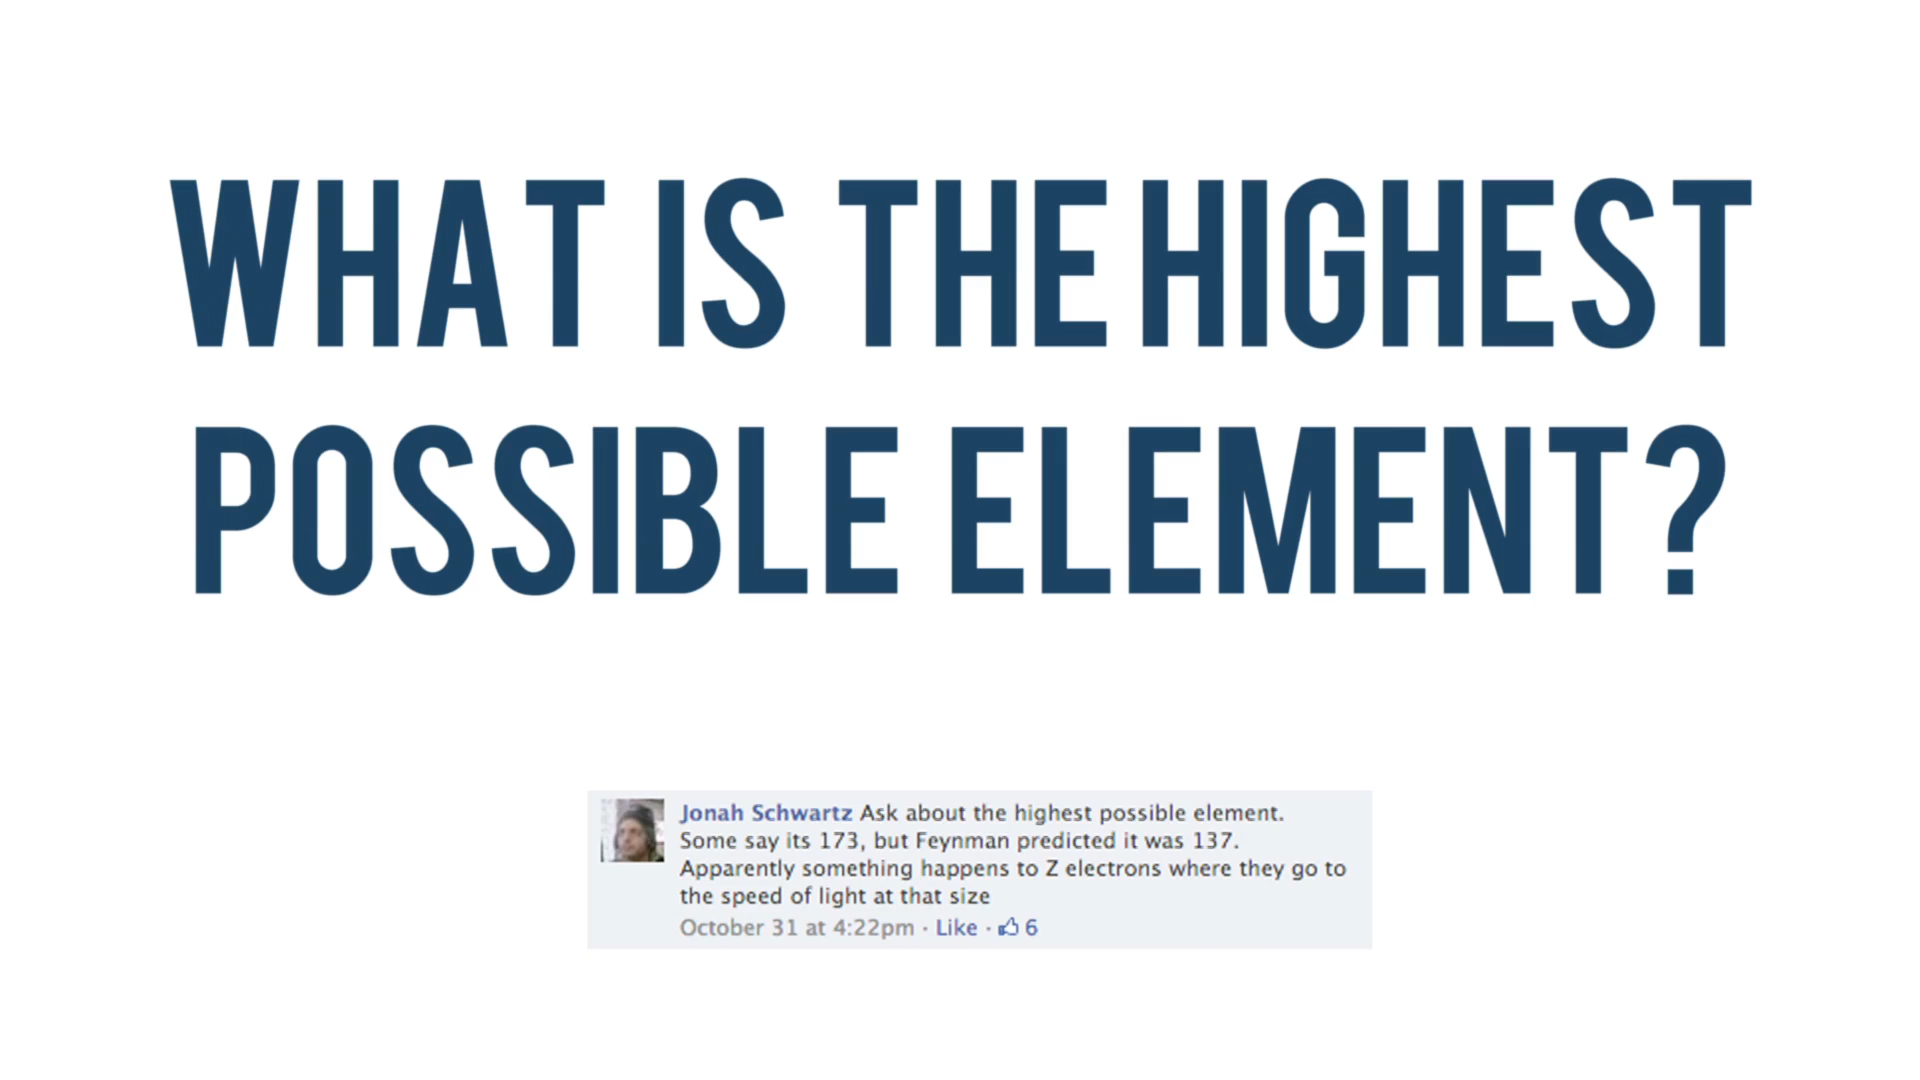 WHAT IS THE HIGHEST
POSSIBLE ELEMENT?
Jonah Schwartz Ask about the highest possible element.
Some say its 173, but Feynman predicted it was 137.
Apparently something happens to Z electrons where they go to
the speed of light at that size
October 31 at 4:22pm · Like · 6